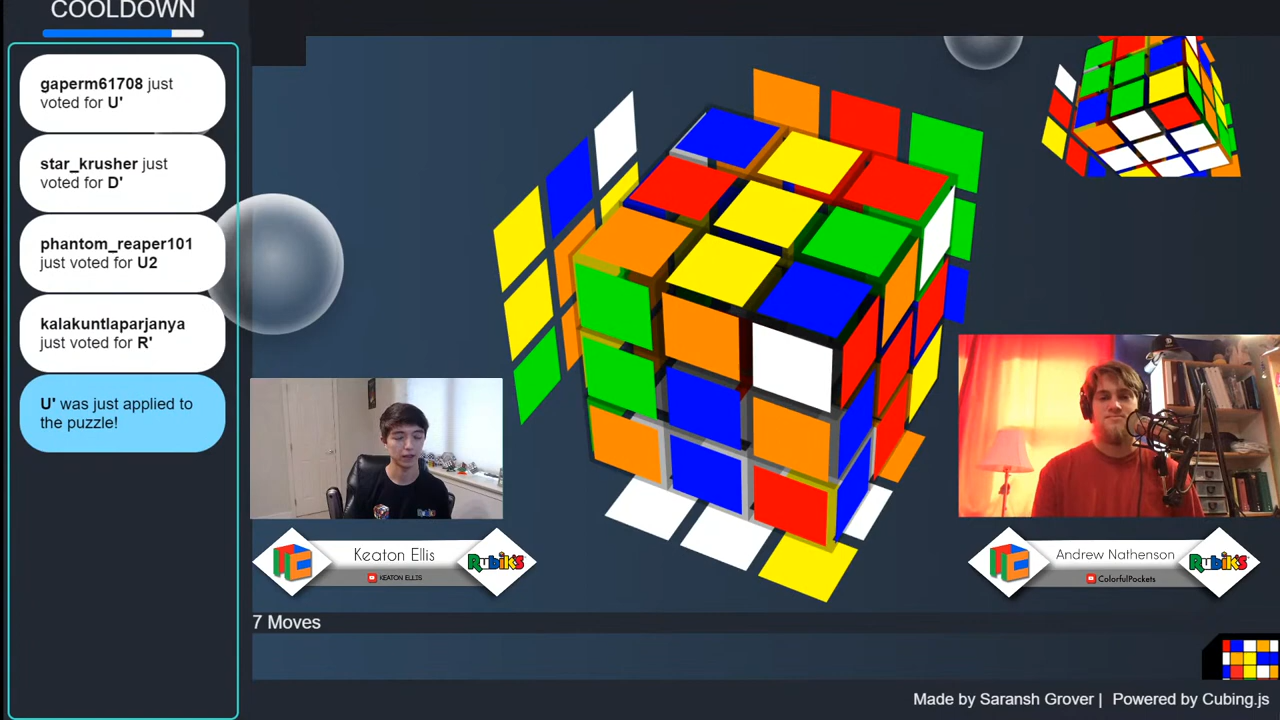 COOLDOWN
gaperm61708 just
voted for U'
star_krusher just
voted for D'
phantom_reaper101
just voted for U2
kalakuntlaparjanya
just voted for R'
U' was just applied to
the puzzle!
Keaton Ellis
KEATON ELLIS
Rubik's
Andrew Nathenson
ColorfulPockets
Rubik's
7 Moves
Made by Saransh Grover | Powered by Cubing.js